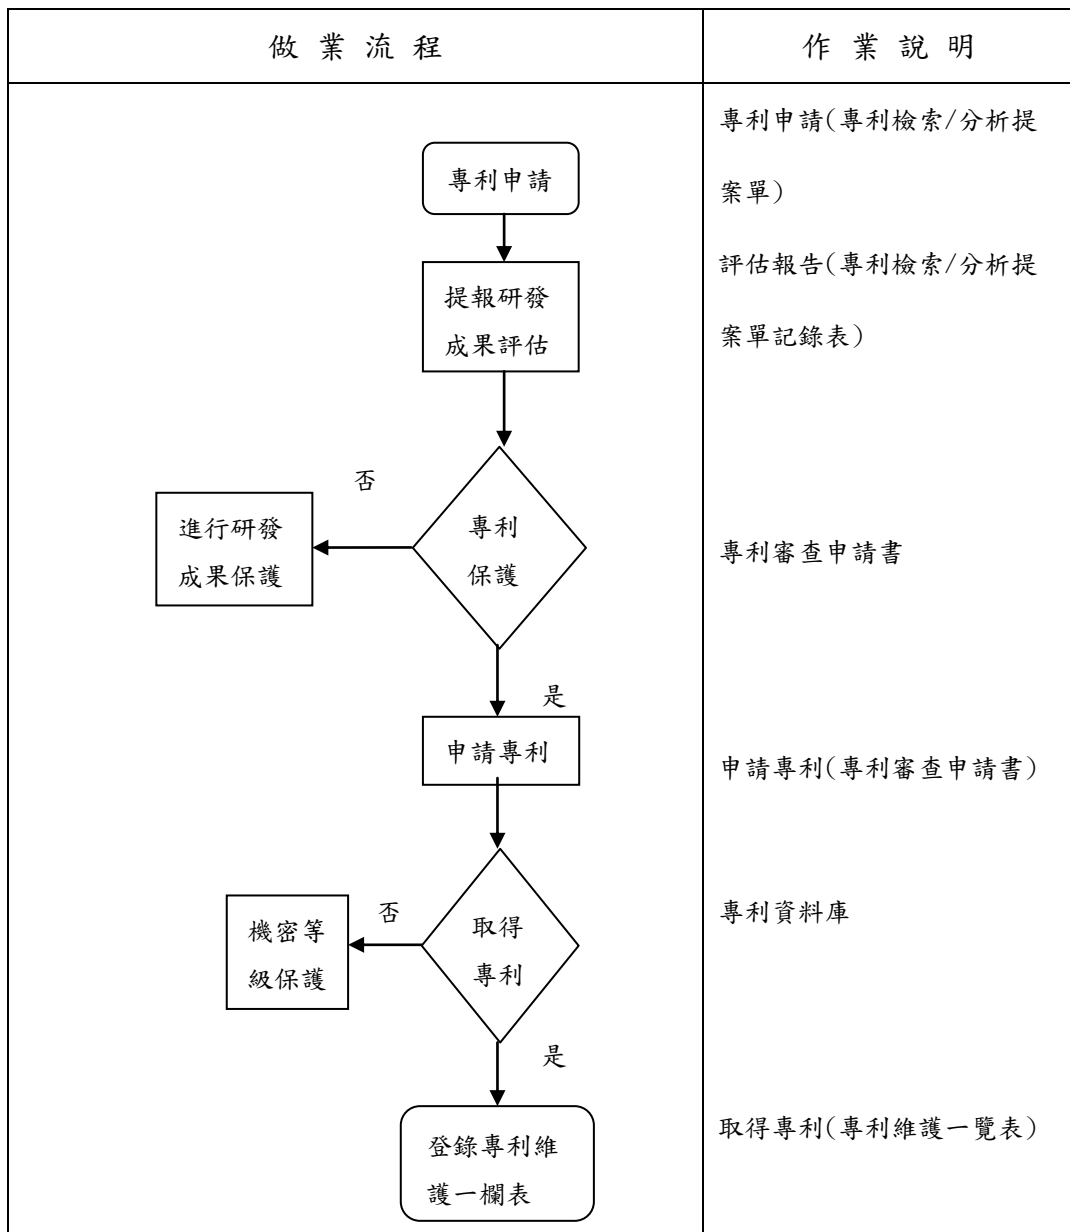 做業流程
作業說明
專利申請
提報研發
成果評估
否
專利
保護
進行研發
成果保護
是
申請專利
否
取得
專利
機密等
級保護
是
登錄專利維
護一欄表
專利申請(專利檢索/分析提
案單)
評估報告(專利檢索/分析提
案單記錄表)
專利審查申請書
申請專利(專利審查申請書)
專利資料庫
取得專利(專利維護一覽表)